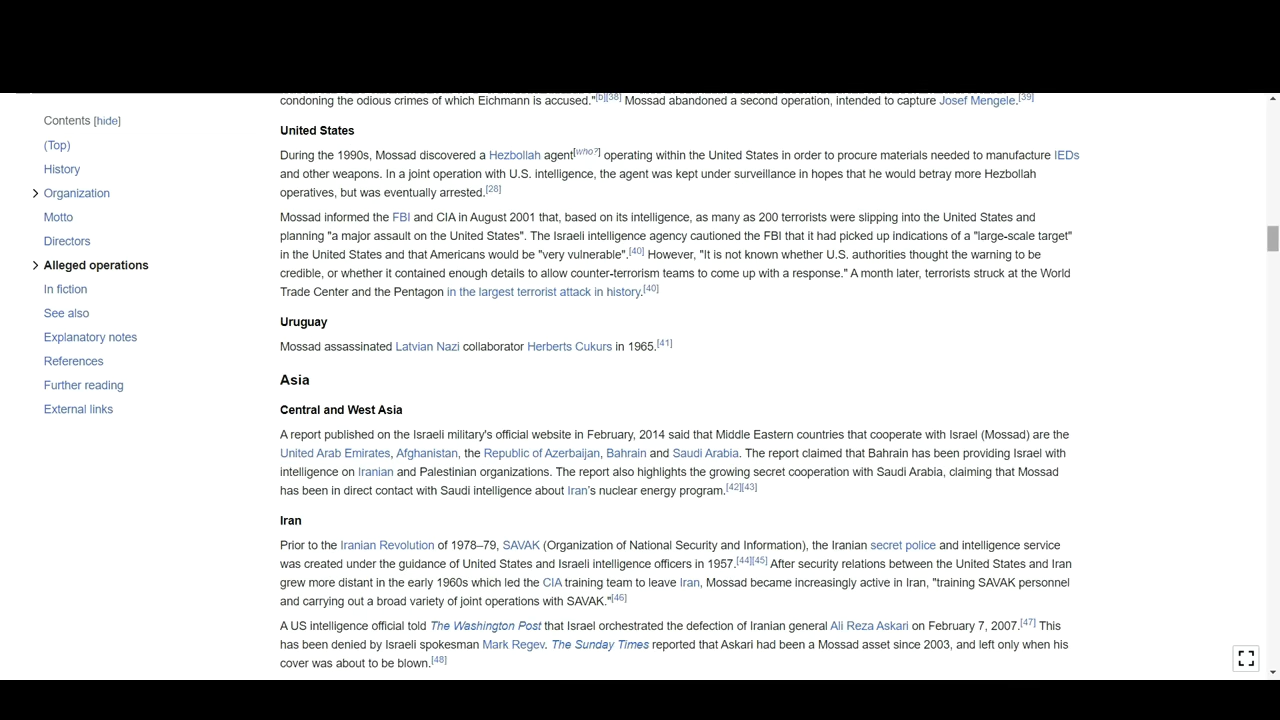 condoning the odious crimes of which Eichmann is accused."[b][38] Mossad abandoned a second operation, intended to capture Josef Mengele.[39]
Contents [hide]
(Top)
History
Organization
Motto
Directors
Alleged operations
In fiction
See also
Explanatory notes
References
Further reading
External links
United States
During the 1990s, Mossad discovered a Hezbollah agent[who?] operating within the United States in order to procure materials needed to manufacture IEDs
and other weapons. In a joint operation with U.S. intelligence, the agent was kept under surveillance in hopes that he would betray more Hezbollah
operatives, but was eventually arrested.[28]
Mossad informed the FBI and CIA in August 2001 that, based on its intelligence, as many as 200 terrorists were slipping into the United States and
planning "a major assault on the United States". The Israeli intelligence agency cautioned the FBI that it had picked up indications of a "large-scale target"
in the United States and that Americans would be "very vulnerable".[40] However, "It is not known whether U.S. authorities thought the warning to be
credible, or whether it contained enough details to allow counter-terrorism teams to come up with a response." A month later, terrorists struck at the World
Trade Center and the Pentagon in the largest terrorist attack in history.[40]
Uruguay
Mossad assassinated Latvian Nazi collaborator Herberts Cukurs in 1965.[41]
Asia
Central and West Asia
A report published on the Israeli military's official website in February, 2014 said that Middle Eastern countries that cooperate with Israel (Mossad) are the
United Arab Emirates, Afghanistan, the Republic of Azerbaijan, Bahrain and Saudi Arabia. The report claimed that Bahrain has been providing Israel with
intelligence on Iranian and Palestinian organizations. The report also highlights the growing secret cooperation with Saudi Arabia, claiming that Mossad
has been in direct contact with Saudi intelligence about Iran's nuclear energy program.[42][43]
Iran
Prior to the Iranian Revolution of 1978–79, SAVAK (Organization of National Security and Information), the Iranian secret police and intelligence service
was created under the guidance of United States and Israeli intelligence officers in 1957.[44][45] After security relations between the United States and Iran
grew more distant in the early 1960s which led the CIA training team to leave Iran, Mossad became increasingly active in Iran, "training SAVAK personnel
and carrying out a broad variety of joint operations with SAVAK."[46]
A US intelligence official told The Washington Post that Israel orchestrated the defection of Iranian general Ali Reza Askari on February 7, 2007.[47] This
has been denied by Israeli spokesman Mark Regev. The Sunday Times reported that Askari had been a Mossad asset since 2003, and left only when his
cover was about to be blown.[48]